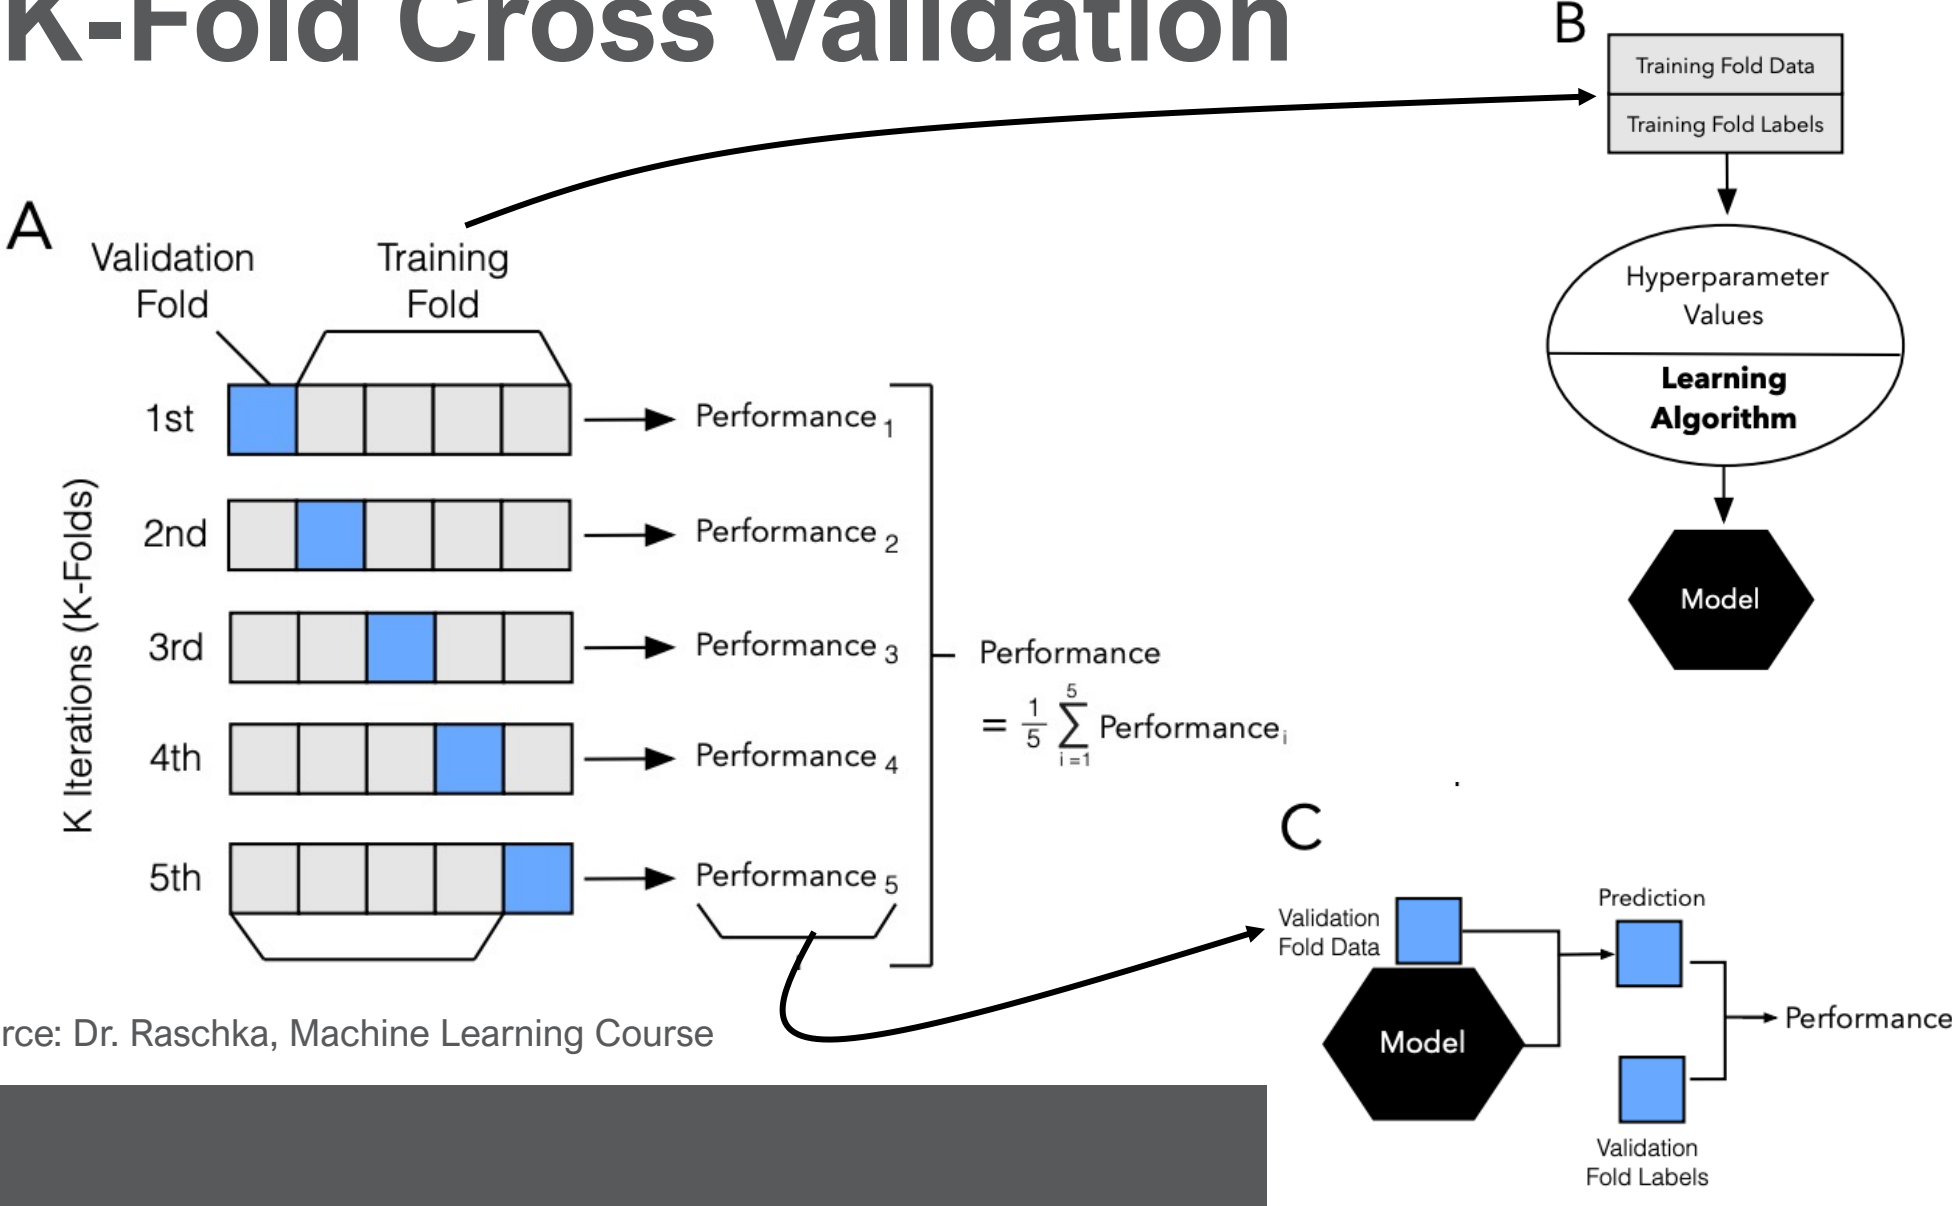 K-Fold Cross Validation
A
Validation
Fold
Training
Fold
K Iterations (K-Folds)
1st
Performance 1
2nd
Performance 2
3rd
Performance 3
4th
Performance 4
5th
Performance 5
Performance
= 1/5 5∑i=1 Performance i
rce: Dr. Raschka, Machine Learning Course
B
Training Fold Data
Training Fold Labels
Hyperparameter
Values
Learning
Algorithm
Model
.
C
Validation
Fold Data
Model
Prediction
Performance
Validation
Fold Labels